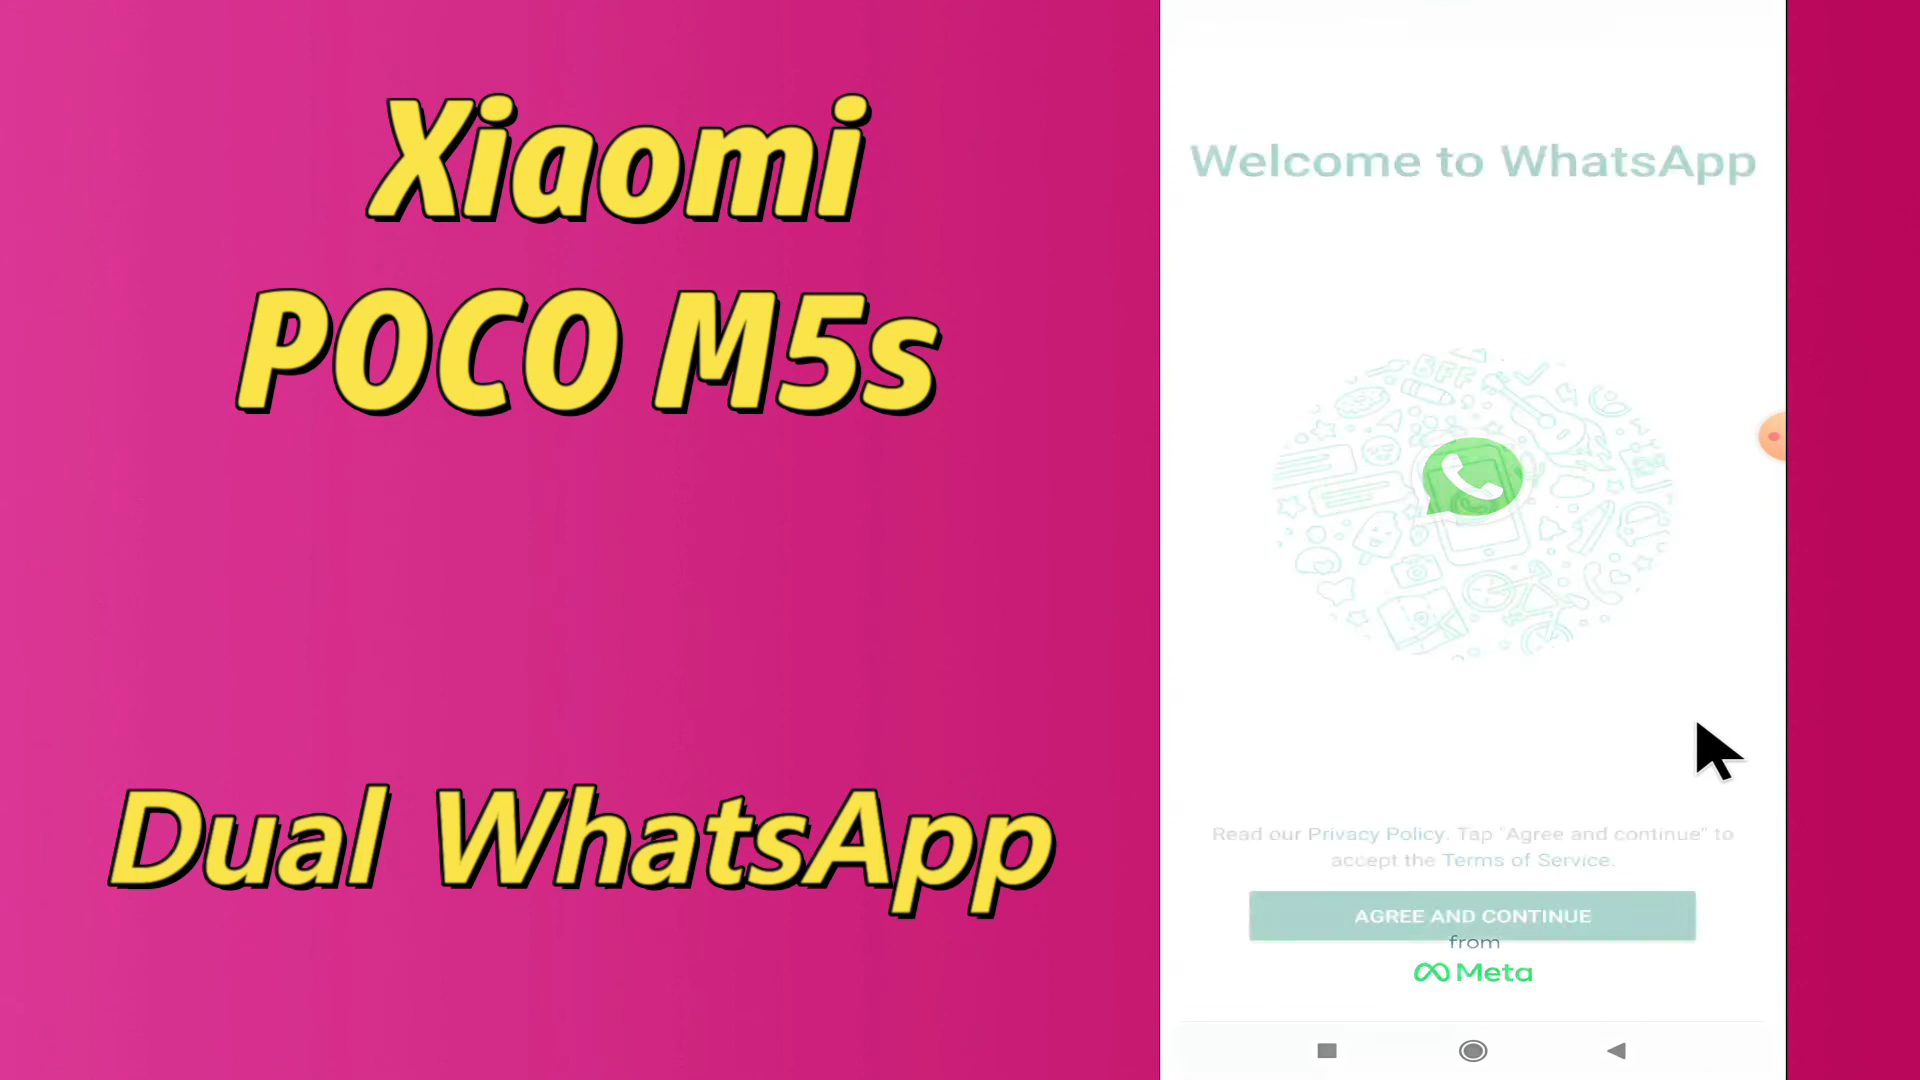 Xiaomi
POCO M5s
Dual WhatsApp
Welcome to WhatsApp
BFF
Read our Privacy Policy. Tap "Agree and continue" to
accept the Terms of Service.
AGREE AND CONTINUE
from
Meta